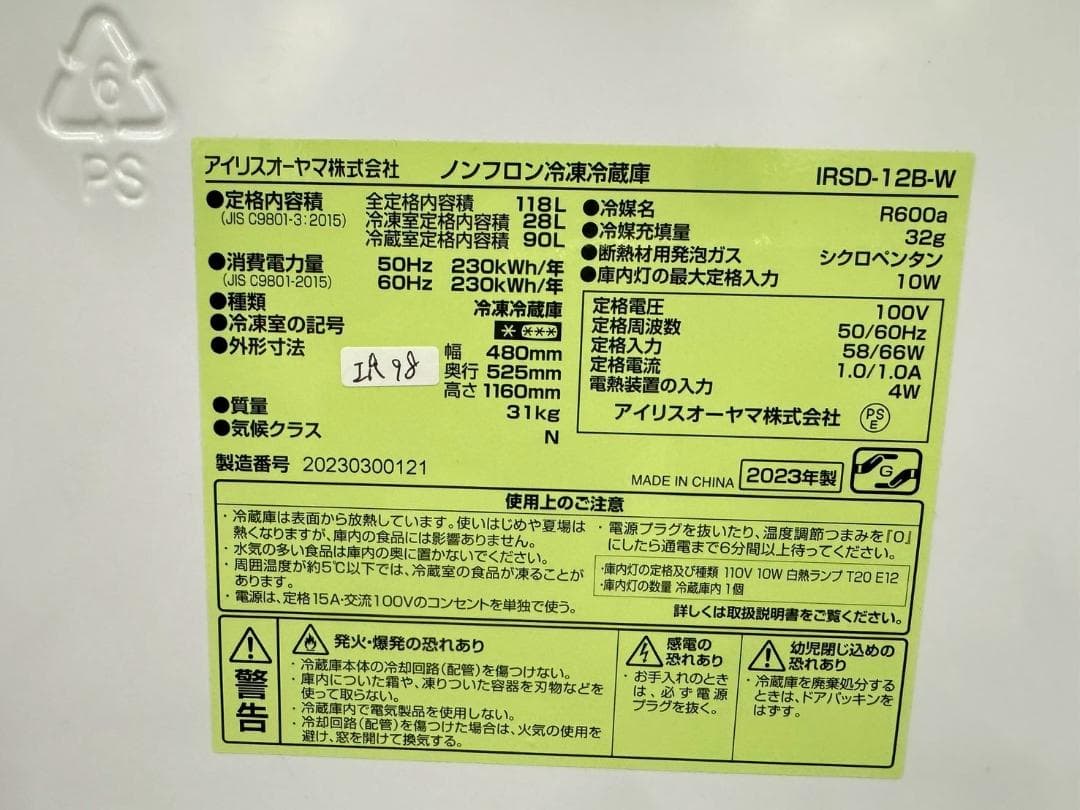 6
PS
アイリスオーヤマ株式会社 ノンフロン冷凍冷蔵庫 IRSD-12B-W
●定格内容積 全定格内容積 118L
(JIS C9801-3:2015) 冷凍室定格内容積 28L
冷蔵室定格内容積 90L
●消費電力量 50Hz 230kWh/年
(JIS C9801-2015) 60Hz 230kWh/年
●種類 冷凍冷蔵庫
●冷凍室の記号
●外形寸法 幅 480mm
奥行 525mm
高さ 1160mm
IR 98
●質量 31kg
●気候クラス N
製造番号 20230300121
●冷媒名 R600a
●冷媒充填量 32g
●断熱材用発泡ガス シクロペンタン
●庫内灯の最大定格入力 10W
定格電圧 100V
定格周波数 50/60Hz
定格入力 58/66W
定格電流 1.0/1.0A
電熱装置の入力 4W
アイリスオーヤマ株式会社 PS E
MADE IN CHINA 2023年製 G
使用上のご注意
・冷蔵庫は表面から放熱しています。使いはじめや夏場は
熱くなりますが、庫内の食品には影響ありません。
・水気の多い食品は庫内の奥に置かないでください。
・周囲温度が約5℃以下では、冷蔵室の食品が凍ることが
あります。
・電源は、定格15A・交流100Vのコンセントを単独で使う。
・電源プラグを抜いたり、温度調節つまみを「0」
にしたら通電まで6分間以上待ってください。
・庫内灯の定格及び種類 110V 10W 白熱ランプ T20 E12
・庫内灯の数量 冷蔵庫内 1個
詳しくは取扱説明書をご覧ください。
警告
発火・爆発の恐れあり
・冷蔵庫本体の冷却回路(配管)を傷つけない。
・庫内についた霜や、凍りついた容器を刃物などを
使って取らない。
・冷蔵庫内で電気製品を使用しない。
・冷却回路(配管)を傷つけた場合は、火気の使用を
避け、窓を開けて換気する。
感電の
恐れあり
・お手入れのとき
は、必ず電源
プラグを抜く。
幼児閉じ込めの
恐れあり
・冷蔵庫を廃棄処分する
ときは、ドアパッキンを
はずす。